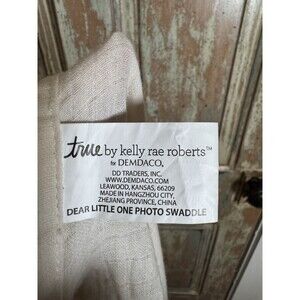 true by kelly rae roberts™
for DEMDACO®
DD TRADERS, INC.
WWW.DEMDACO.COM
LEAWOOD, KANSAS, 66209
MADE IN HANGZHOU CITY,
ZHEJIANG PROVINCE, CHINA
DEAR LITTLE ONE PHOTO SWADDLE